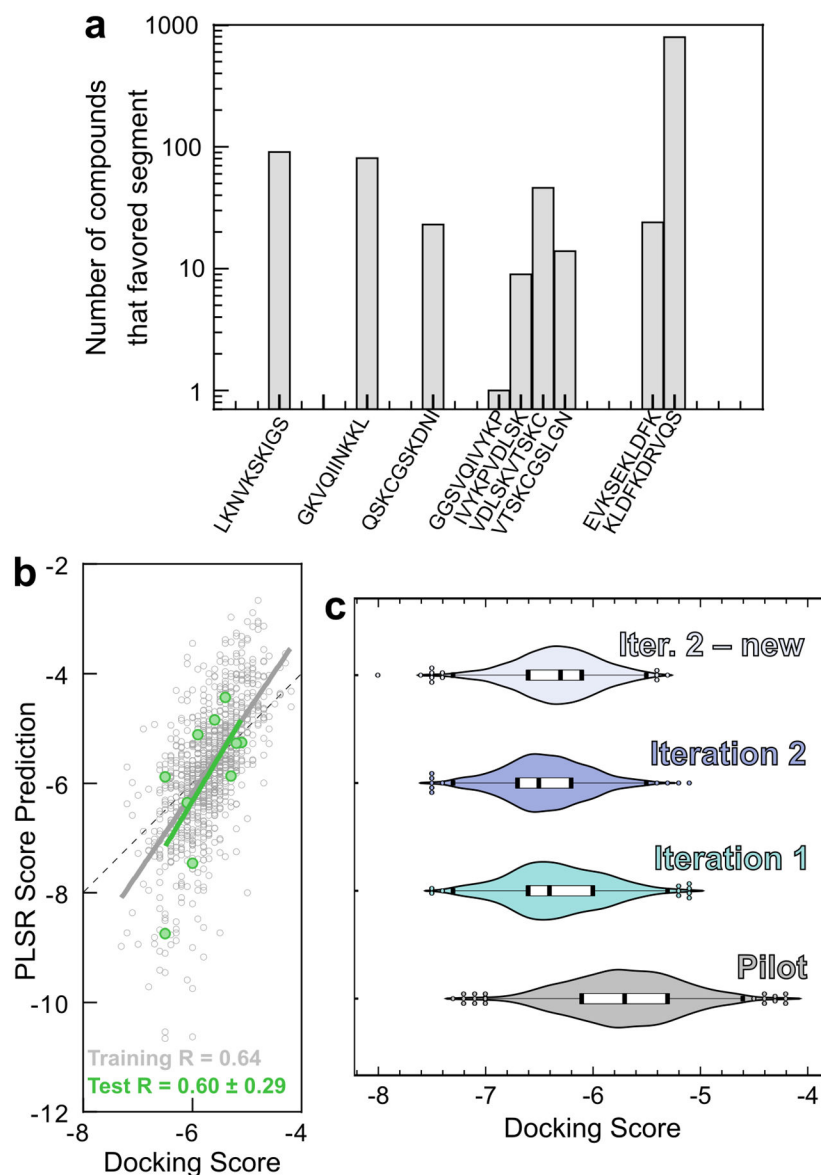 a
Number of compounds
that favored segment
1000
100
10
1
LKNVKSKIGS
GKVQIINKKL
QSKCGSKDNI
GGSVQIVYKP
IVYKPVDLSK
VDLSKVTSKC
VTSKCGSLGN
EVKSEKLDFK
KLDFKDRVQS
b
PLSR Score Prediction
-2
-4
-6
-8
-10
-12
Training R = 0.64
Test R = 0.60 ± 0.29
-8 -6 -4
Docking Score
c
Iter. 2 – new
Iteration 2
Iteration 1
Pilot
-8 -7 -6 -5 -4
Docking Score